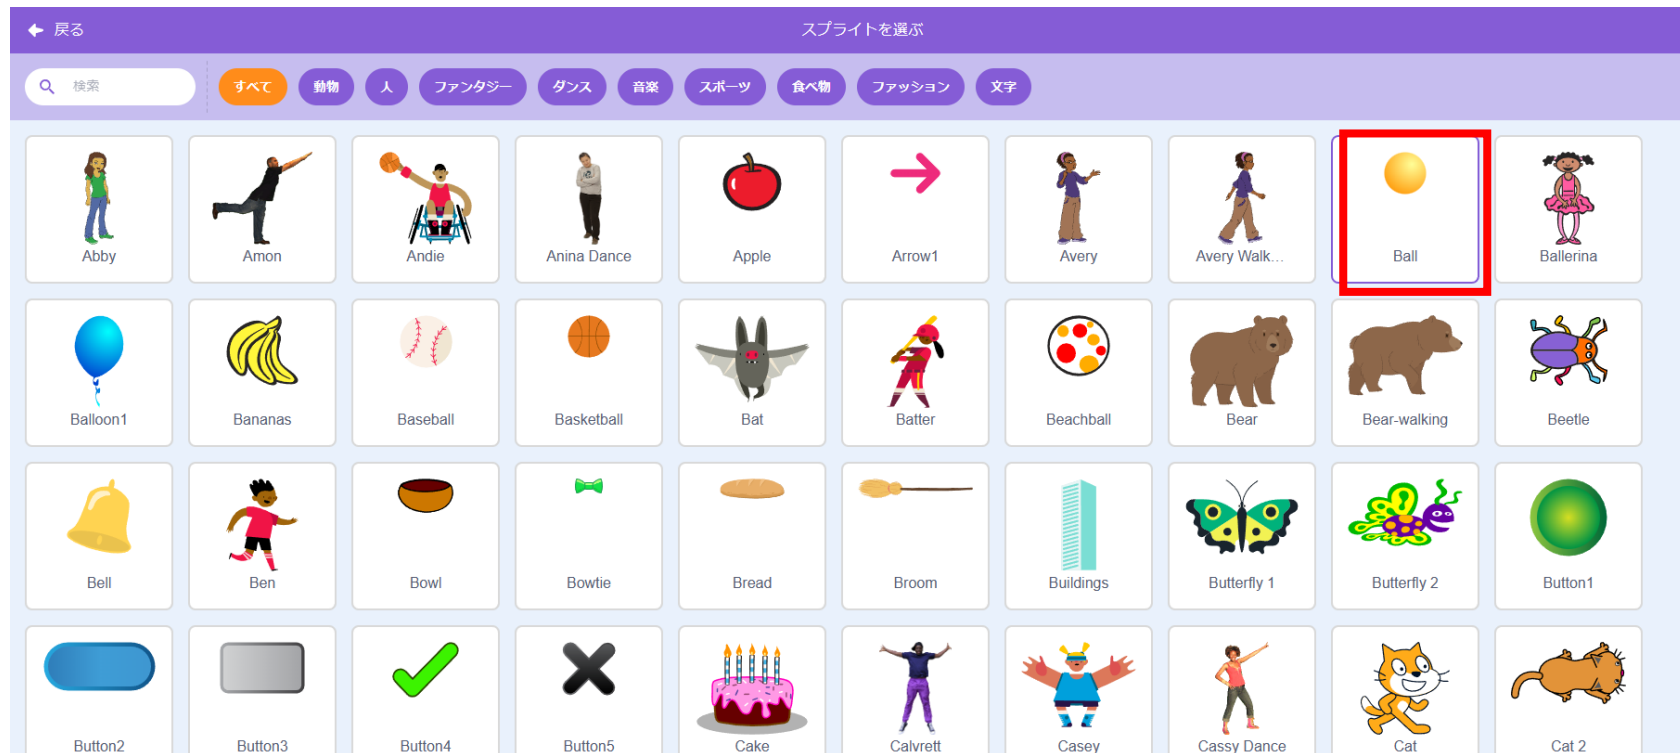 戻る
スプライトを選ぶ
検索
すべて
動物
人
ファンタジー
ダンス
音楽
スポーツ
食べ物
ファッション
文字
Abby
Amon
Andie
Anina Dance
Apple
Arrow1
Avery
Avery Walk...
Ball
Ballerina
Balloon1
Bananas
Baseball
Basketball
Bat
Batter
Beachball
Bear
Bear-walking
Beetle
Bell
Ben
Bowl
Bowtie
Bread
Broom
Buildings
Butterfly 1
Butterfly 2
Button1
Button2
Button3
Button4
Button5
Cake
Calvrett
Casey
Cassy Dance
Cat
Cat 2